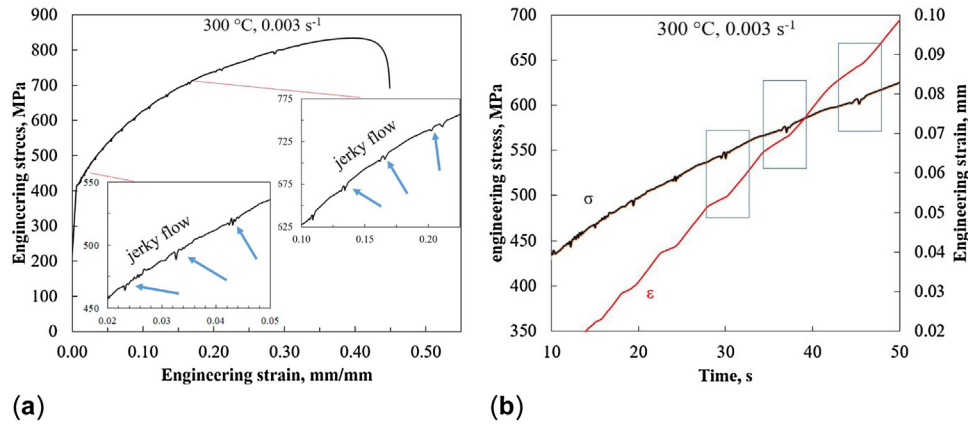 300 °C, 0.003 s-1
Engineering strecs, MPa
900
800
700
600
500
400
300
200
100
0
0.00 0.10 0.20 0.30 0.40 0.50
Engineering strain, mm/mm
jerky flow
775
725
675
625
0.10 0.15 0.20
jerky flow
550
500
450
0.02 0.03 0.04 0.05
(a)
300 °C, 0.003 s-1
engineering stress, MPa
700
650
600
550
500
450
400
350
10 20 30 40 50
Time, s
σ
ε
0.10
0.09
0.08
0.07
0.06
0.05
0.04
0.03
0.02
Engineering strain, mm
(b)